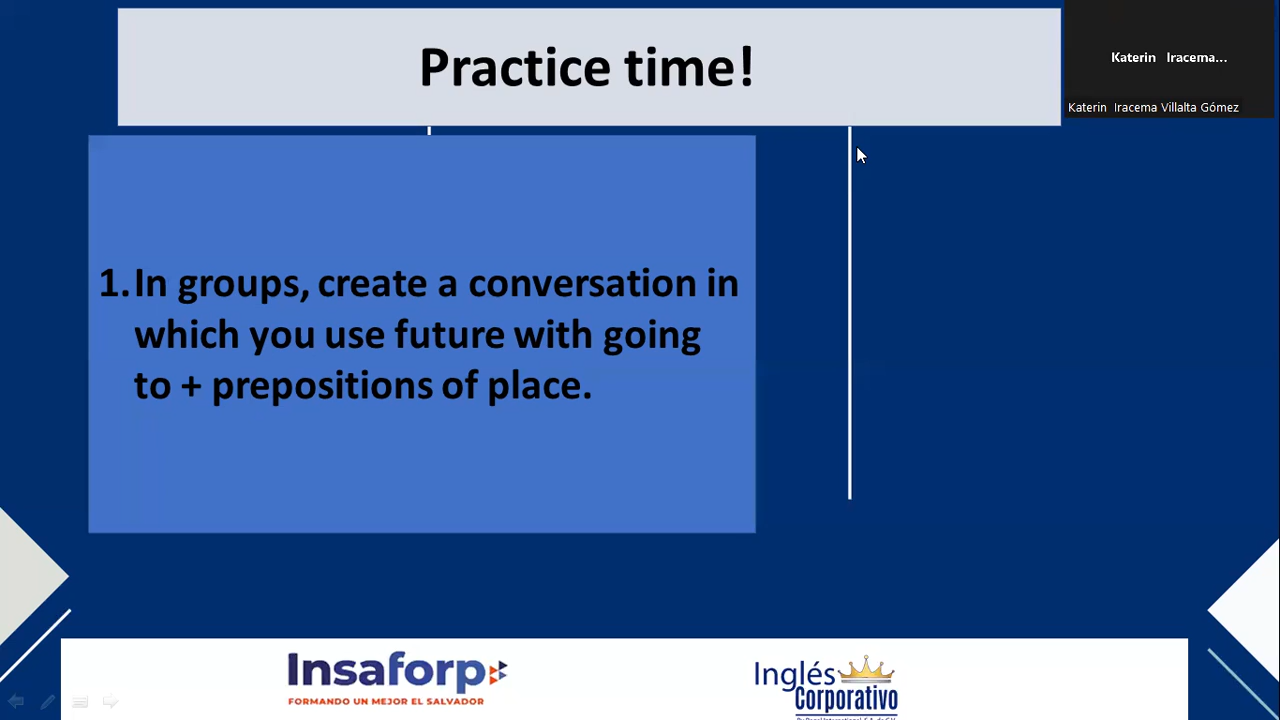 Practice time!
Katerin Iracema...
Katerin Iracema Villalta Gómez
1. In groups, create a conversation in
which you use future with going
to + prepositions of place.
Insaforp
FORMANDO UN MEJOR EL SALVADOR
Inglés
Corporativo